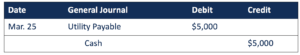 Date General Journal Debit Credit
Mar. 25 Utility Payable $5,000
Cash $5,000